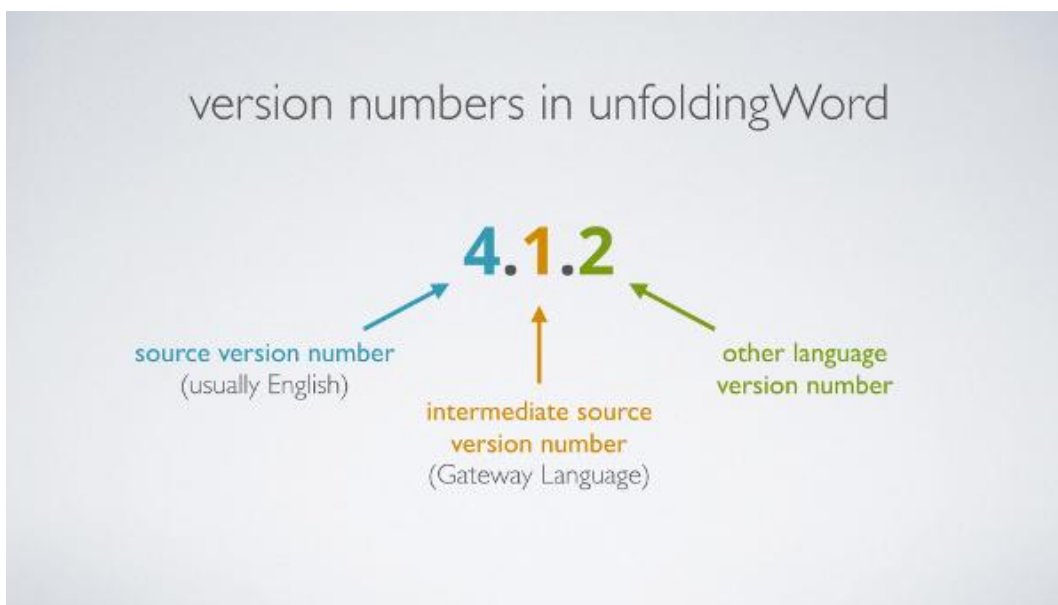 version numbers in unfoldingWord
4.1.2
source version number
(usually English)
intermediate source
version number
(Gateway Language)
other language
version number